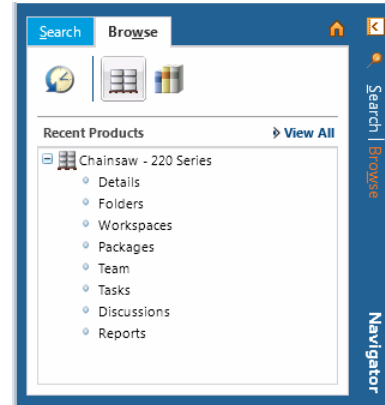 Search Browse
Recent Products View All
Chainsaw - 220 Series
Details
Folders
Workspaces
Packages
Team
Tasks
Discussions
Reports
Search | Browse
Navigator